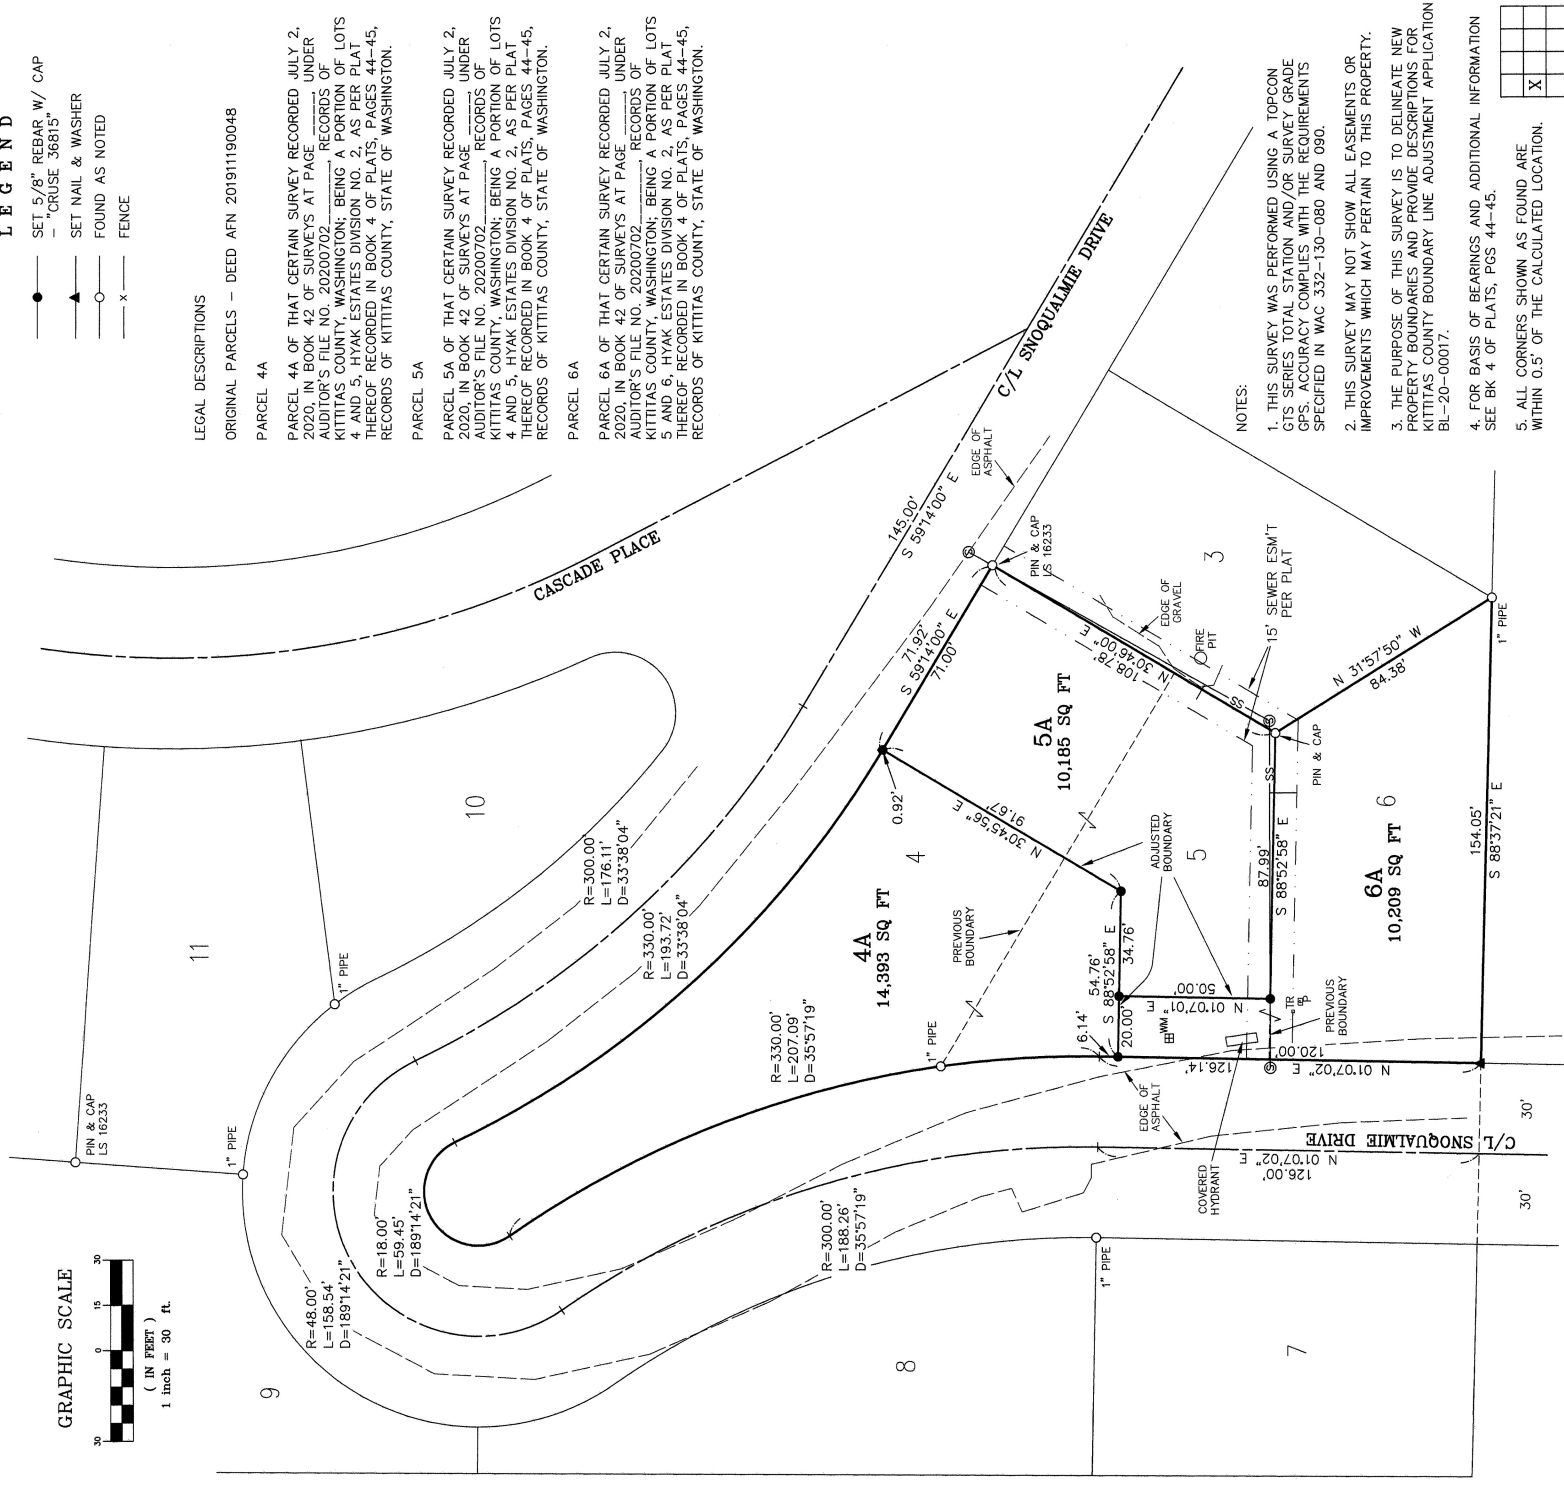 LEGEND
SET 5/8" REBAR W/ CAP
- "CRUSE 36815"
SET NAIL & WASHER
FOUND AS NOTED
x
FENCE
LEGAL DESCRIPTIONS
ORIGINAL PARCELS - DEED AFN 201911190048
PARCEL 4A
PARCEL 4A OF THAT CERTAIN SURVEY RECORDED JULY 2,
2020, IN BOOK 42 OF SURVEYS AT PAGE ______, UNDER
AUDITOR'S FILE NO. 20200702______, RECORDS OF
KITTITAS COUNTY, WASHINGTON; BEING A PORTION OF LOTS
4 AND 5, HYAK ESTATES DIVISION NO. 2, AS PER PLAT
THEREOF RECORDED IN BOOK 4 OF PLATS, PAGES 44-45,
RECORDS OF KITTITAS COUNTY, STATE OF WASHINGTON.
PARCEL 5A
PARCEL 5A OF THAT CERTAIN SURVEY RECORDED JULY 2,
2020, IN BOOK 42 OF SURVEYS AT PAGE ______, UNDER
AUDITOR'S FILE NO. 20200702______, RECORDS OF
KITTITAS COUNTY, WASHINGTON; BEING A PORTION OF LOTS
4 AND 5, HYAK ESTATES DIVISION NO. 2, AS PER PLAT
THEREOF RECORDED IN BOOK 4 OF PLATS, PAGES 44-45,
RECORDS OF KITTITAS COUNTY, STATE OF WASHINGTON.
PARCEL 6A
PARCEL 6A OF THAT CERTAIN SURVEY RECORDED JULY 2,
2020, IN BOOK 42 OF SURVEYS AT PAGE ______, UNDER
AUDITOR'S FILE NO. 20200702______, RECORDS OF
KITTITAS COUNTY, WASHINGTON; BEING A PORTION OF LOTS
5 AND 6, HYAK ESTATES DIVISION NO. 2, AS PER PLAT
THEREOF RECORDED IN BOOK 4 OF PLATS, PAGES 44-45,
RECORDS OF KITTITAS COUNTY, STATE OF WASHINGTON.
NOTES:
1. THIS SURVEY WAS PERFORMED USING A TOPCON
GTS SERIES TOTAL STATION AND/OR SURVEY GRADE
GPS. ACCURACY COMPLIES WITH THE REQUIREMENTS
SPECIFIED IN WAC 332-130-080 AND 090.
2. THIS SURVEY MAY NOT SHOW ALL EASEMENTS OR
IMPROVEMENTS WHICH MAY PERTAIN TO THIS PROPERTY.
3. THE PURPOSE OF THIS SURVEY IS TO DELINEATE NEW
PROPERTY BOUNDARIES AND PROVIDE DESCRIPTIONS FOR
KITTITAS COUNTY BOUNDARY LINE ADJUSTMENT APPLICATION
BL-20-00017.
4. FOR BASIS OF BEARINGS AND ADDITIONAL INFORMATION
SEE BK 4 OF PLATS, PGS 44-45.
5. ALL CORNERS SHOWN AS FOUND ARE
WITHIN 0.5' OF THE CALCULATED LOCATION.
X
GRAPHIC SCALE
30
0
15
30
( IN FEET )
1 inch = 30 ft.
9
PIN & CAP
LS 16233
1" PIPE
11
1" PIPE
10
CASCADE PLACE
R=48.00'
L=158.54'
D=189°14'21"
R=18.00'
L=59.45'
D=189°14'21"
R=300.00'
L=176.11'
D=33°38'04"
R=330.00'
L=193.72'
D=33°38'04"
145.00'
S 59°14'00" E
C/L SNOQUALMIE DRIVE
EDGE OF
ASPHALT
71.92'
S 59°14'00" E
71.00'
PIN & CAP
LS 16233
0.92'
R=330.00'
L=207.09'
D=35°57'19"
R=300.00'
L=188.26'
D=35°57'19"
8
1" PIPE
7
1" PIPE
4
4A
14,393 SQ FT
PREVIOUS
BOUNDARY
N 30°45'56" E
91.67'
5A
10,185 SQ FT
N 30°46'00" E
108.78'
EDGE OF
GRAVEL
FIRE
PIT
3
15' SEWER ESM'T
PER PLAT
SS
SS
6.14'
54.76'
S 88°52'58" E
20.00'
34.76'
ADJUSTED
BOUNDARY
5
N 01°07'01" E
50.00'
WM
TR
P
87.99'
S 88°52'58" E
PIN & CAP
EDGE OF
ASPHALT
COVERED
HYDRANT
126.14'
N 01°07'02" E
120.00'
PREVIOUS
BOUNDARY
6A
10,209 SQ FT
6
N 31°57'50" W
84.38'
1" PIPE
154.05'
S 88°37'21" E
C/L SNOQUALMIE DRIVE
N 01°07'02" E
126.00'
30'
30'